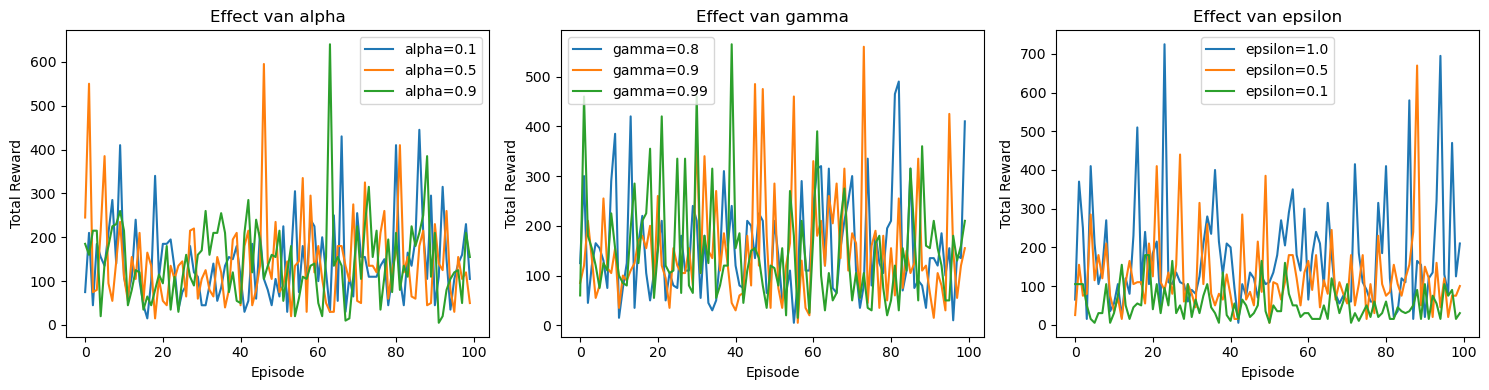 Effect van alpha
Total Reward
600
500
400
300
200
100
0
alpha=0.1
alpha=0.5
alpha=0.9
0 20 40 60 80 100
Episode
Effect van gamma
Total Reward
500
400
300
200
100
0
gamma=0.8
gamma=0.9
gamma=0.99
0 20 40 60 80 100
Episode
Effect van epsilon
Total Reward
700
600
500
400
300
200
100
0
epsilon=1.0
epsilon=0.5
epsilon=0.1
0 20 40 60 80 100
Episode